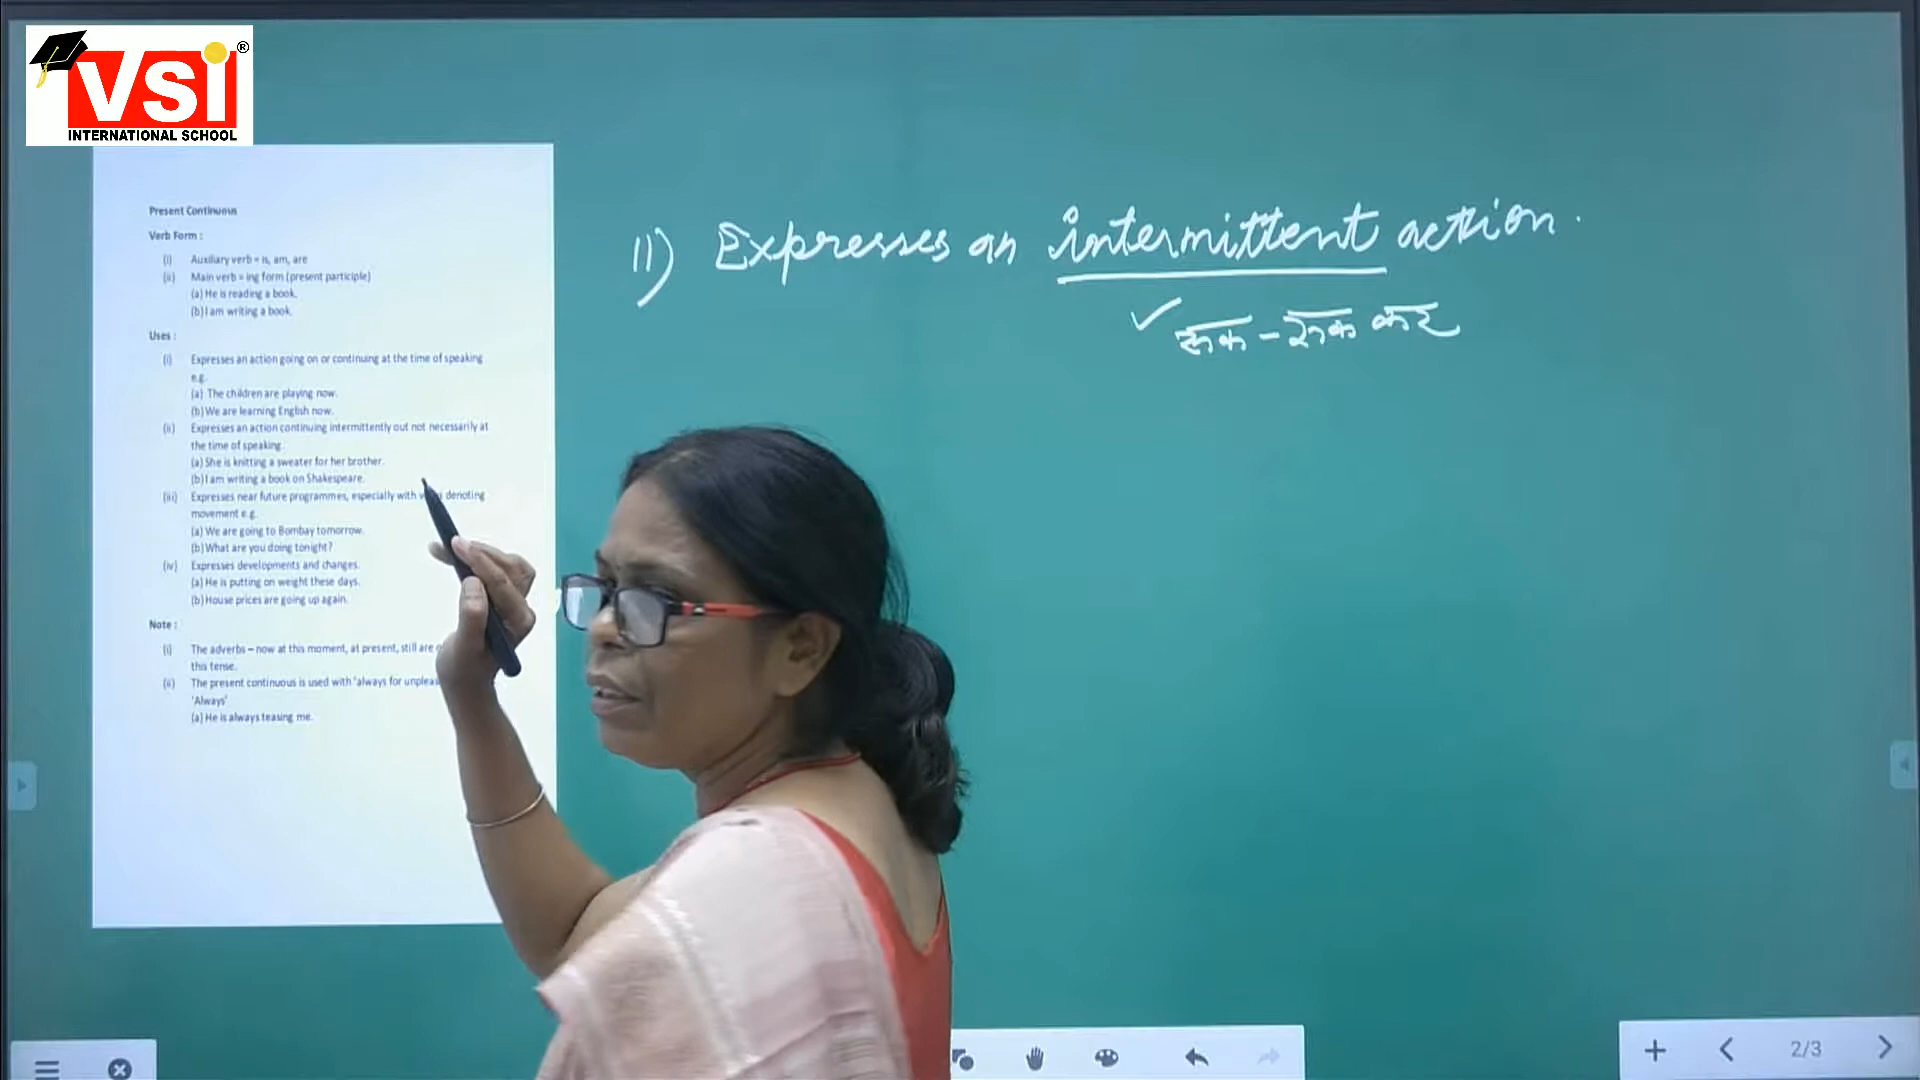 VSI®
INTERNATIONAL SCHOOL
Present Continuous
Verb Form :
(i) Auxiliary verb = is, am, are
(ii) Main verb = ing form (present participle)
(a) He is reading a book.
(b) I am writing a book.
Uses :
(i) Expresses an action going on or continuing at the time of speaking
e.g.
(a) The children are playing now.
(b) We are learning English now.
(ii) Expresses an action continuing intermittently out not necessarily at
the time of speaking.
(a) She is knitting a sweater for her brother.
(b) I am writing a book on Shakespeare.
(iii) Expresses near future programmes, especially with denoting
movement e.g.
(a) We are going to Bombay tomorrow.
(b) What are you doing tonight?
(iv) Expresses developments and changes.
(a) He is putting on weight these days.
(b) House prices are going up again.
Note :
(i) The adverbs – now at this moment, at present, still are
this tense.
(ii) The present continuous is used with 'always for
'Always'
(a) He is always teasing me.
II) Expresses an intermittent action.
✓ रूक - रूक कर
2/3